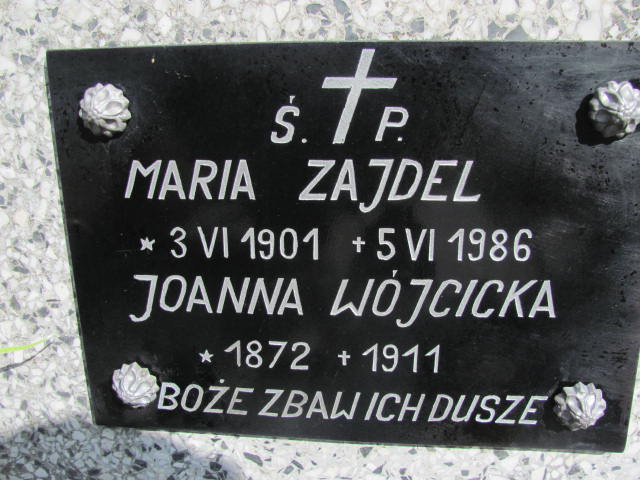 Ś. P.
MARIA ZAJDEL
* 3 VI 1901 + 5 VI 1986
JOANNA WÓJCICKA
* 1872 + 1911
BOŻE ZBAW ICH DUSZE